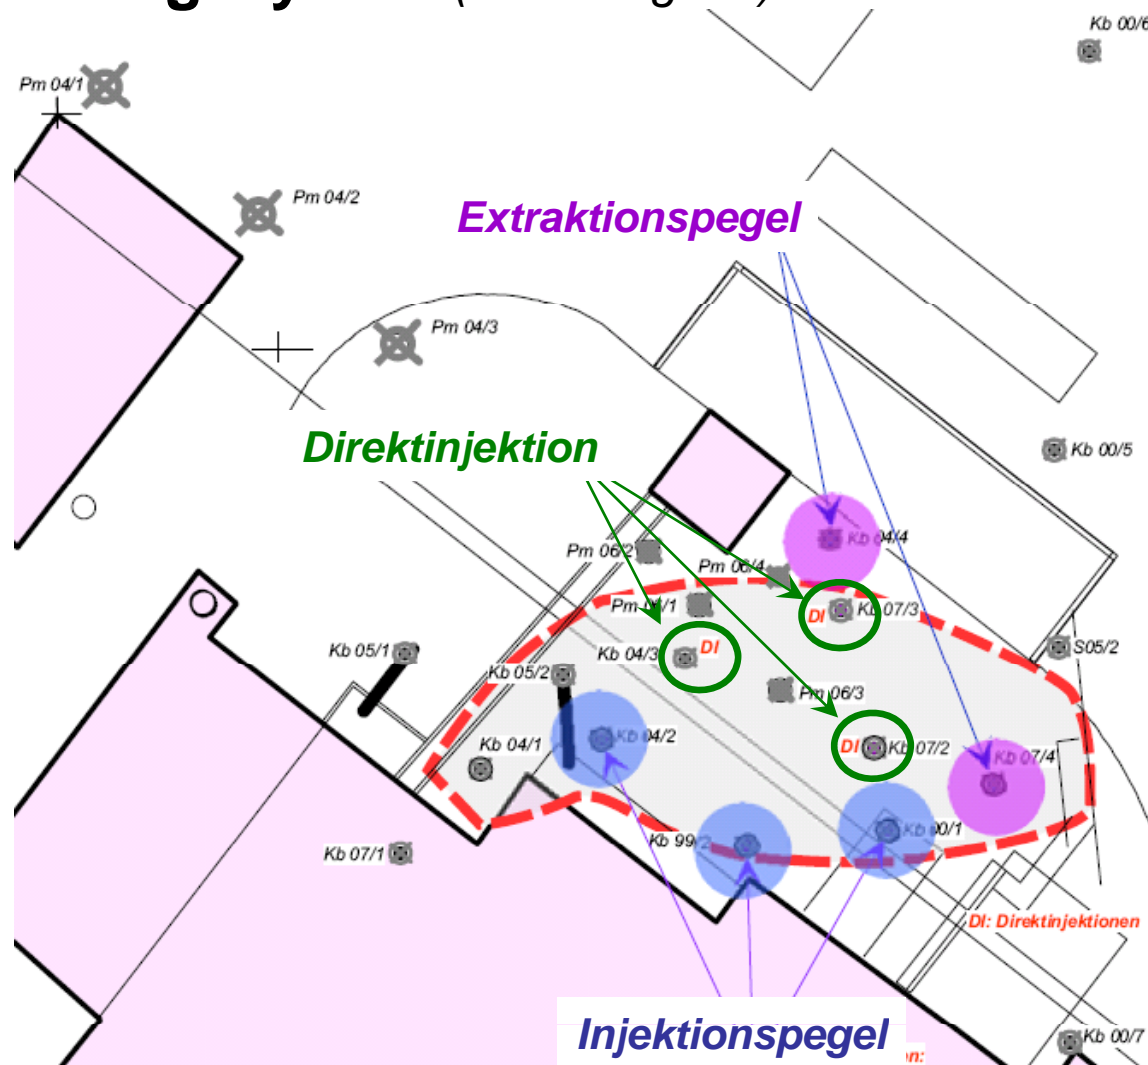 Kb 00/6
Pm 04/1
Pm 04/2
Extraktionspegel
Pm 04/3
Direktinjektion
Kb 00/5
Kb 04/4
Pm 06/2
Pm 06/4
Pm 06/1
DI
Kb 07/3
Kb 05/1
Kb 04/3
DI
S05/2
Kb 05/2
Pm 06/3
Kb 04/2
Kb 04/1
DI
Kb 07/2
Kb 07/4
Kb 99/2
Kb 00/1
Kb 07/1
DI: Direktinjektionen
Injektionspegel
Kb 00/7